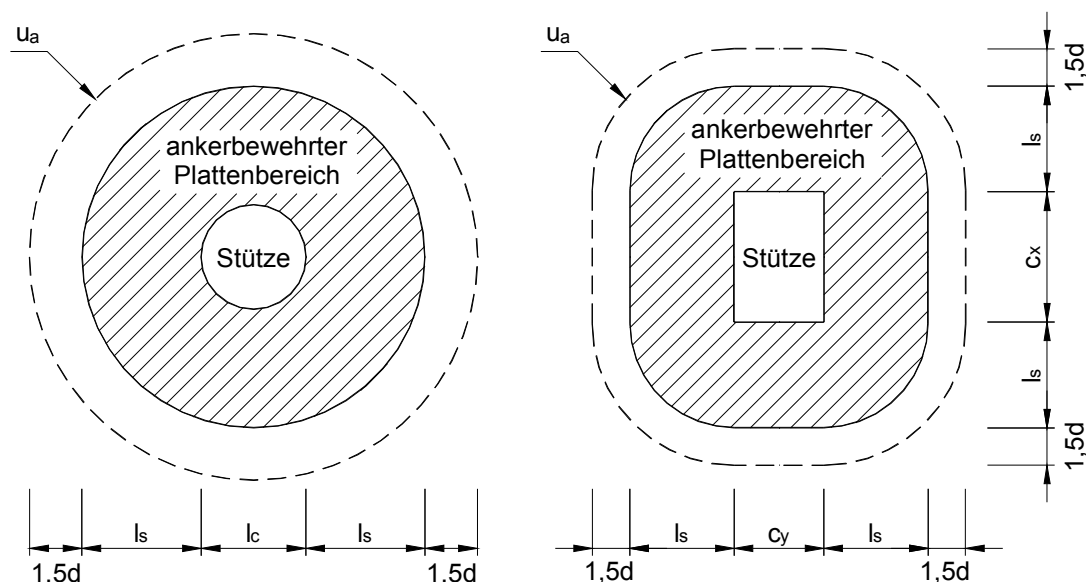 ua
ankerbewehrter
Plattenbereich
Stütze
ls
lc
ls
1,5d
1,5d
ua
ankerbewehrter
Plattenbereich
Stütze
1,5d
ls
cx
ls
1,5d
ls
cy
ls
1,5d
1,5d